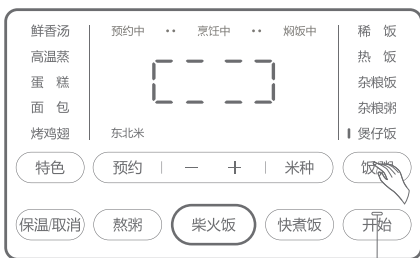 鲜香汤 预约中 烹饪中 焖饭中 稀 饭
高温蒸 热 饭
蛋 糕 杂粮饭
面 包 杂粮粥
烤鸡翅 东北米 煲仔饭
特色 预约 — + 米种 饭粥
保温/取消 熬粥 柴火饭 快煮饭 开始